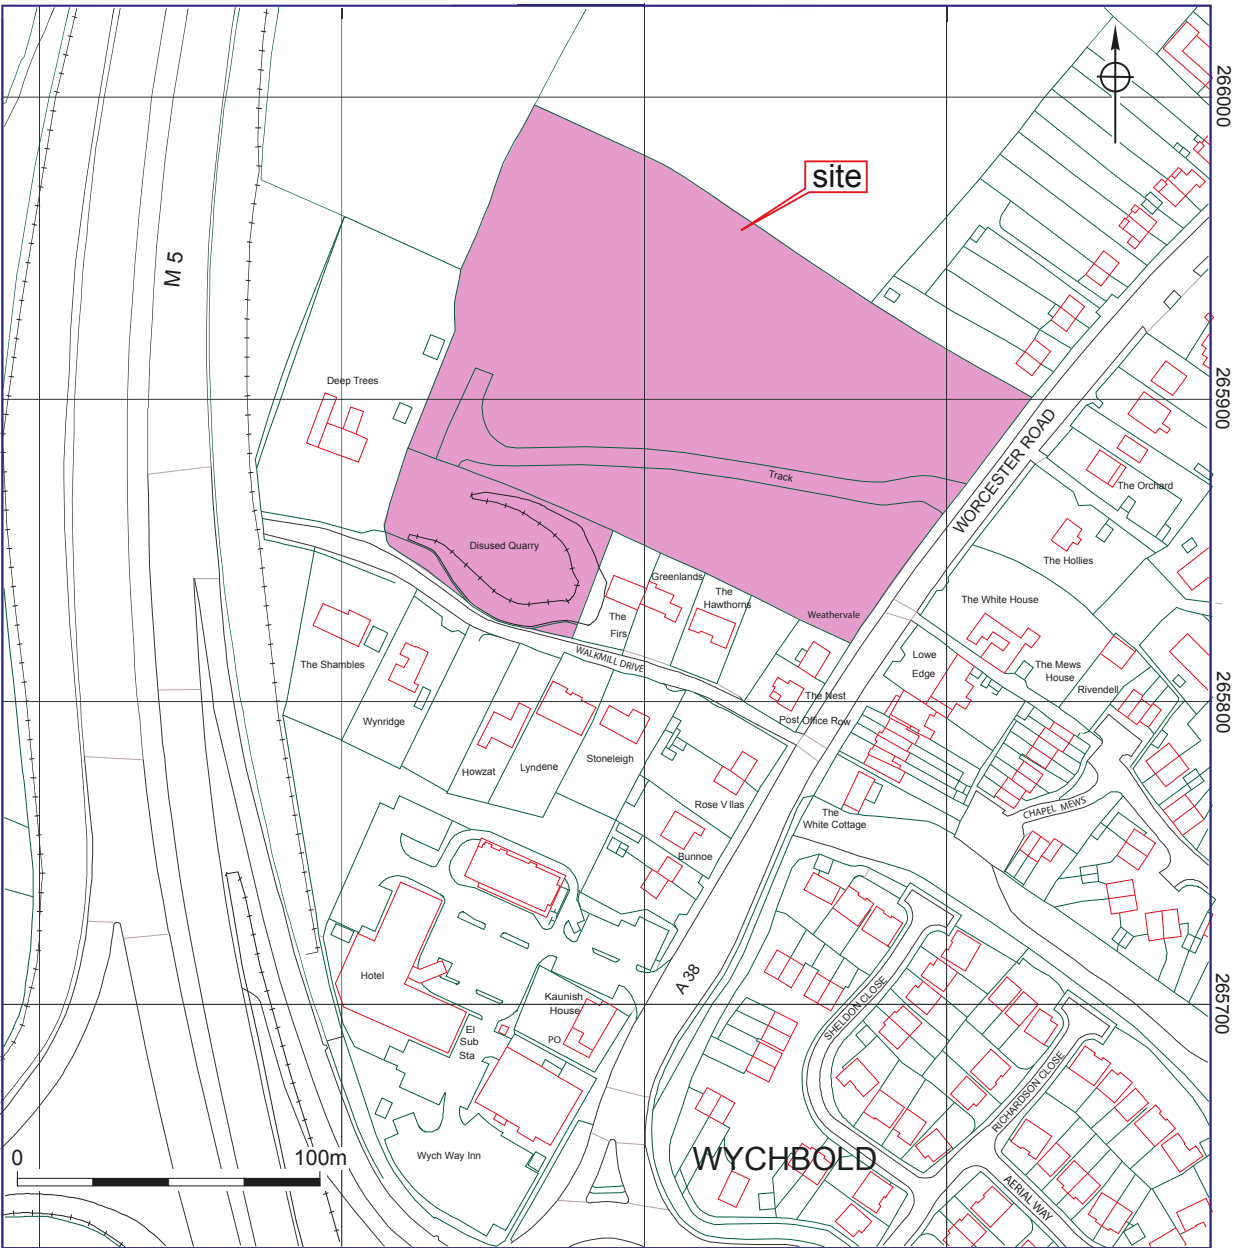 266000
site
M 5
Deep Trees
265900
WORCESTER ROAD
Track
The Orchard
Disused Quarry
The Hollies
Greenlands
The
Hawthorns
The White House
The
Firs
Weathervale
WALKMILL DRIVE
Lowe
Edge
The Shambles
The Mews
House
Rivendell
The Nest
Post Office Row
265800
Wynridge
Howzat
Lyndene
Stoneleigh
Rose V llas
CHAPEL MEWS
The
White Cottage
Bunnoe
Hotel
A 38
Kaunish
House
PO
El
Sub
Sta
SHELDON CLOSE
265700
RICHARDSON CLOSE
0
100m
Wych Way Inn
WYCHBOLD
AERIAL WAY